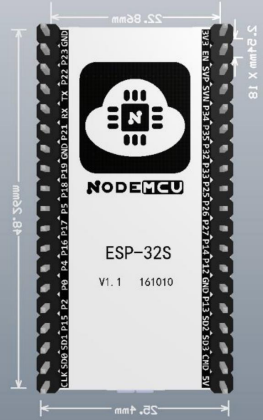 22.86mm
2.54mm X 18
GND
P23
P22
TX
RX
P21
GND
P19
P18
P5
P17
P16
P4
P0
P2
P15
SD1
SD0
CLK
3V3
EN
SVP
SVN
P34
P35
P32
P33
P25
P26
P27
P14
P12
GND
P13
SD2
SD3
CMD
5V
NODEMCU
ESP-32S
V1.1 161010
48.26mm
25.4mm